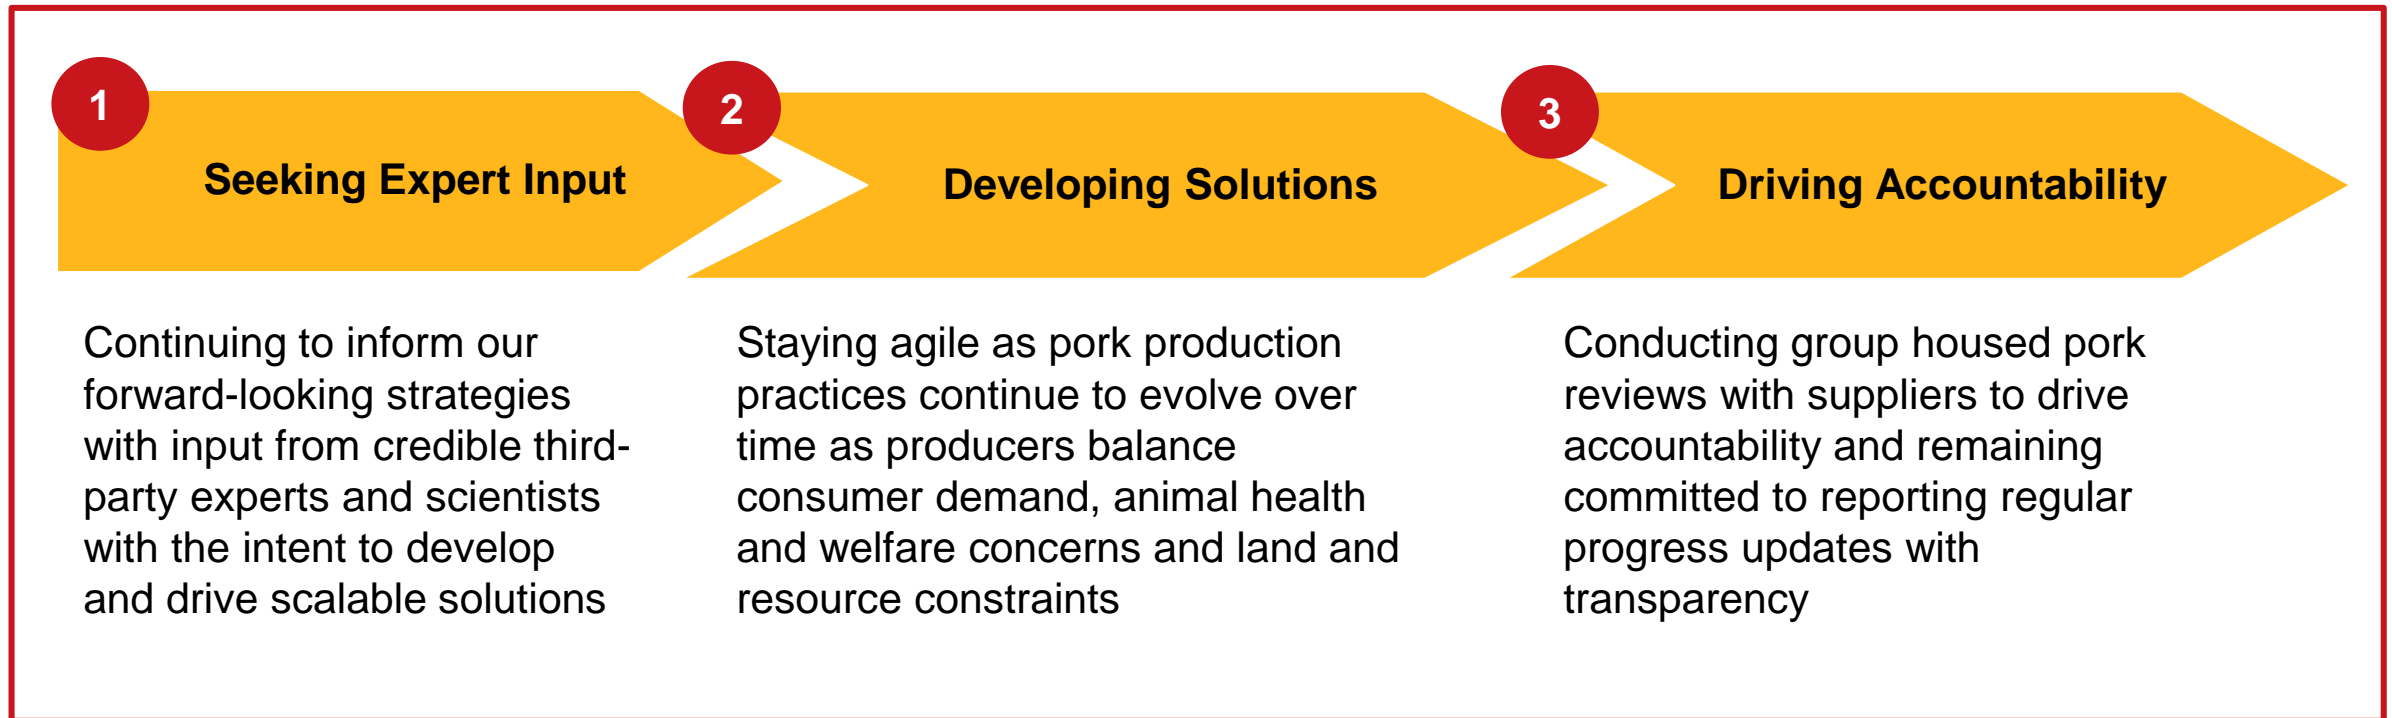 1
Seeking Expert Input
Continuing to inform our
forward-looking strategies
with input from credible third-
party experts and scientists
with the intent to develop
and drive scalable solutions
2
Developing Solutions
Staying agile as pork production
practices continue to evolve over
time as producers balance
consumer demand, animal health
and welfare concerns and land and
resource constraints
3
Driving Accountability
Conducting group housed pork
reviews with suppliers to drive
accountability and remaining
committed to reporting regular
progress updates with
transparency